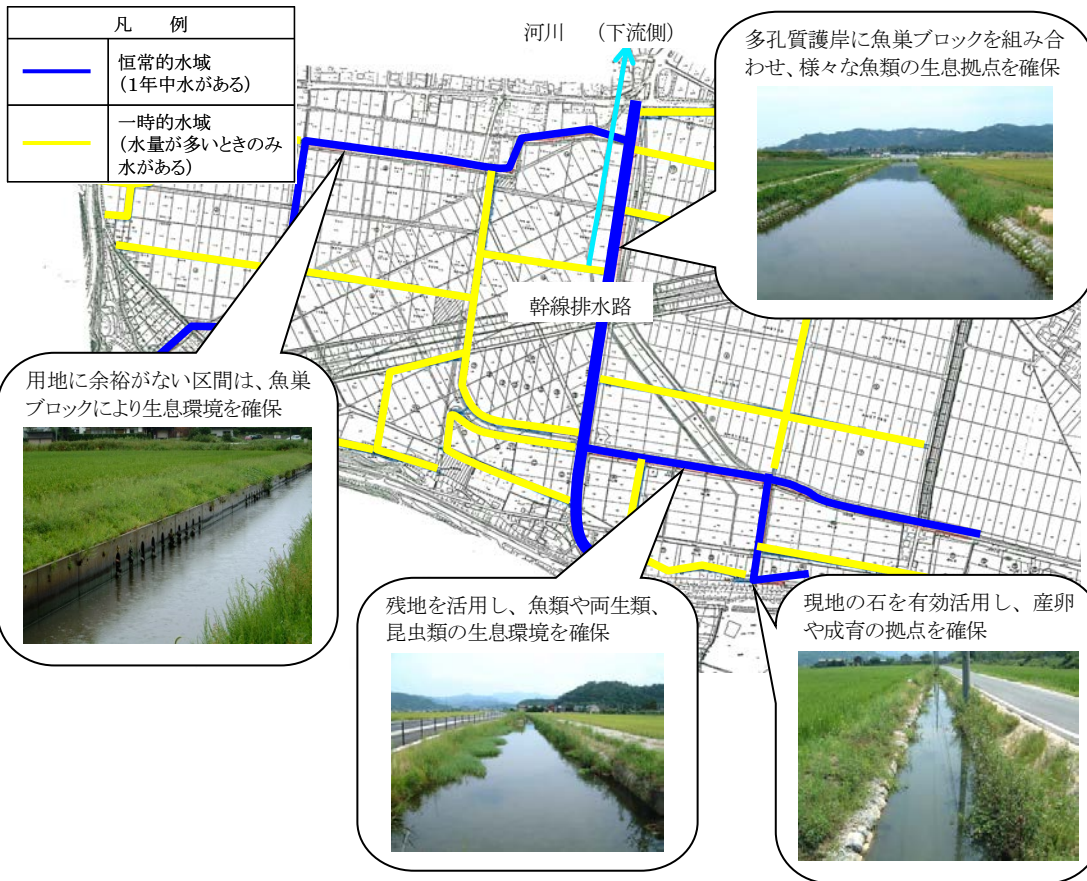 凡　例
恒常的水域
(1年中水がある)
一時的水域
(水量が多いときのみ
水がある)
河川　(下流側)
多孔質護岸に魚巣ブロックを組み合
わせ、様々な魚類の生息拠点を確保
幹線排水路
用地に余裕がない区間は、魚巣
ブロックにより生息環境を確保
残地を活用し、魚類や両生類、
昆虫類の生息環境を確保
現地の石を有効活用し、産卵
や成育の拠点を確保